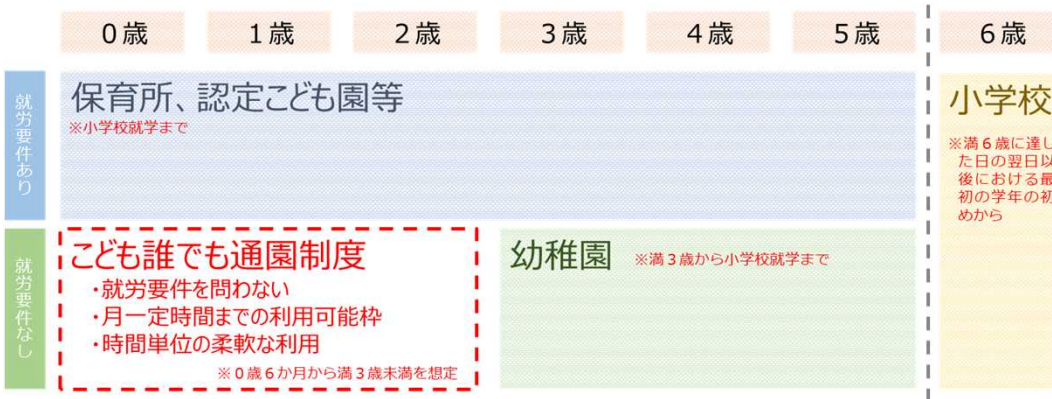 0歳 1歳 2歳 3歳 4歳 5歳 6歳
就労要件あり
保育所、認定こども園等
※小学校就学まで
小学校
※満6歳に達し
た日の翌日以
後における最
初の学年の初
めから
就労要件なし
こども誰でも通園制度
・就労要件を問わない
・月一定時間までの利用可能枠
・時間単位の柔軟な利用
※0歳6か月から満3歳未満を想定
幼稚園 ※満3歳から小学校就学まで